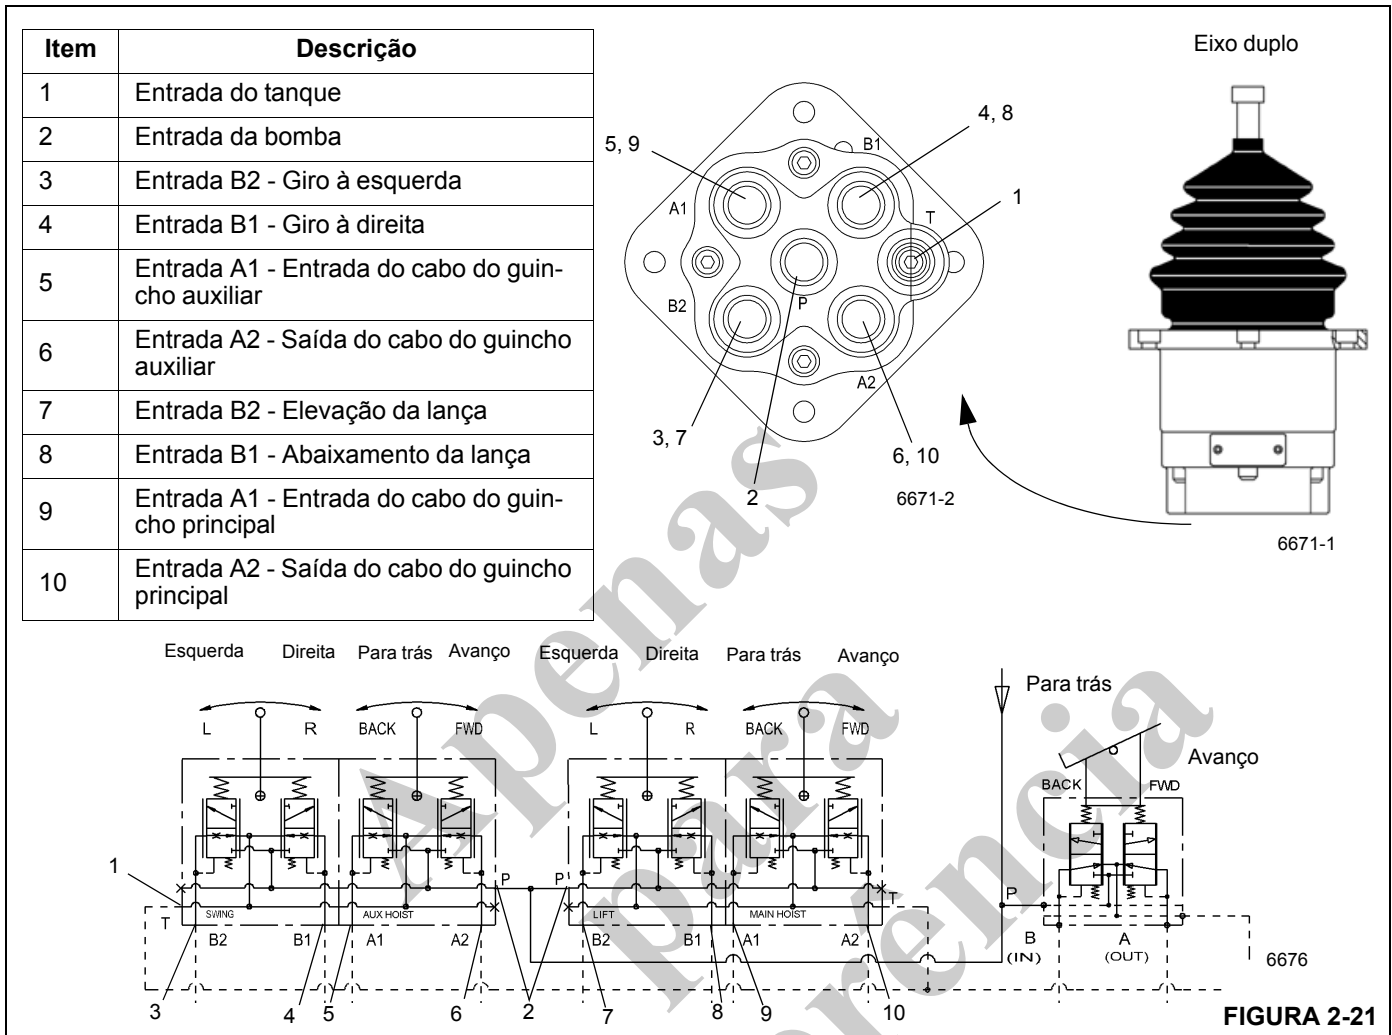 Item Descrição
1 Entrada do tanque
2 Entrada da bomba
3 Entrada B2 - Giro à esquerda
4 Entrada B1 - Giro à direita
5 Entrada A1 - Entrada do cabo do guin-
cho auxiliar
6 Entrada A2 - Saída do cabo do guincho
auxiliar
7 Entrada B2 - Elevação da lança
8 Entrada B1 - Abaixamento da lança
9 Entrada A1 - Entrada do cabo do guin-
cho principal
10 Entrada A2 - Saída do cabo do guincho
principal
Eixo duplo
4, 8
5, 9
B1
A1
T
1
B2
P
A2
3, 7
6, 10
2
6671-2
6671-1
Esquerda Direita Para trás Avanço Esquerda Direita Para trás Avanço
Para trás
L R BACK FWD L R BACK FWD
Avanço
BACK FWD
1
P P
T
P
T SWING AUX HOIST LIFT MAIN HOIST
B2 B1 A1 A2 B2 B1 A1 A2
B A
(IN) (OUT)
6676
3 4 5 6 2 7 8 9 10
FIGURA 2-21
Apenas
para
referência